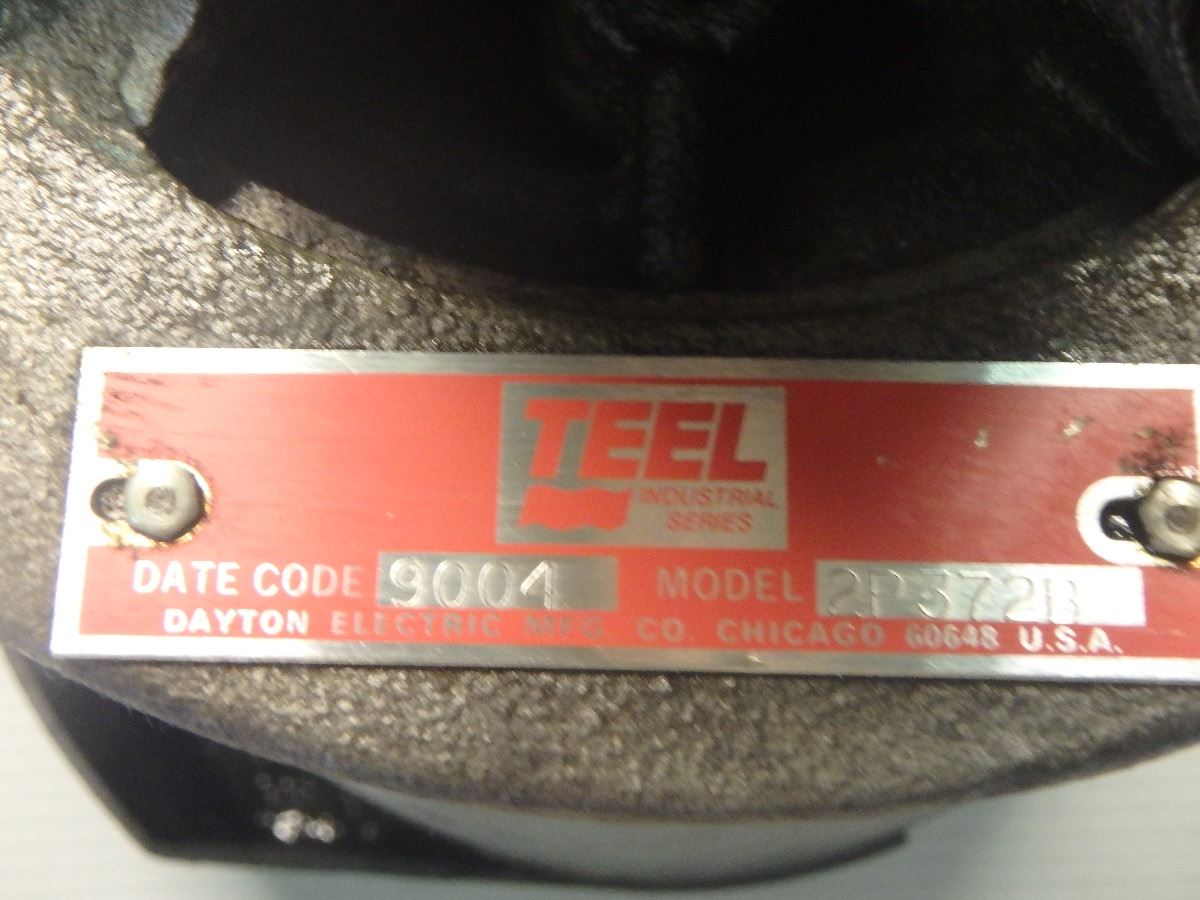 TEEL
INDUSTRIAL
SERIES
DATE CODE 9004 MODEL 2P372B
DAYTON ELECTRIC MFG. CO. CHICAGO 60648 U.S.A.